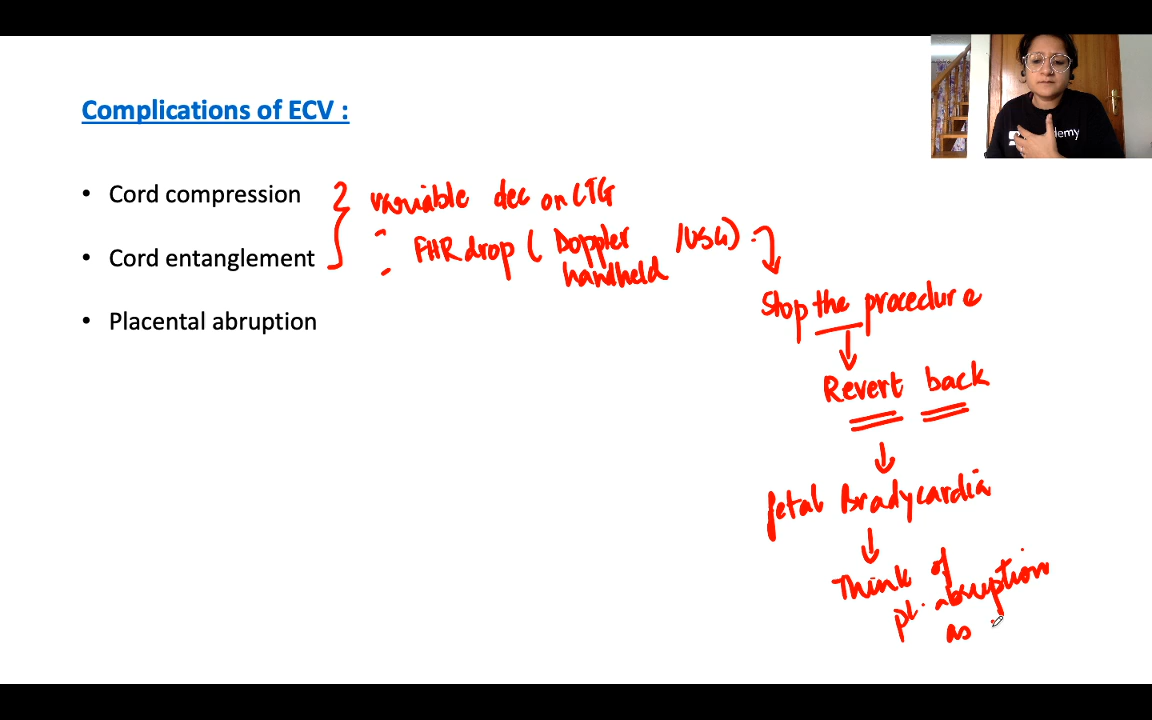 Complications of ECV :
• Cord compression
• Cord entanglement
• Placental abruption
variable dec on CTG
FHR drop ( Doppler /USG)
handheld
Stop the procedure
Revert back
fetal Bradycardia
Think of
pl. abruption
as
demy